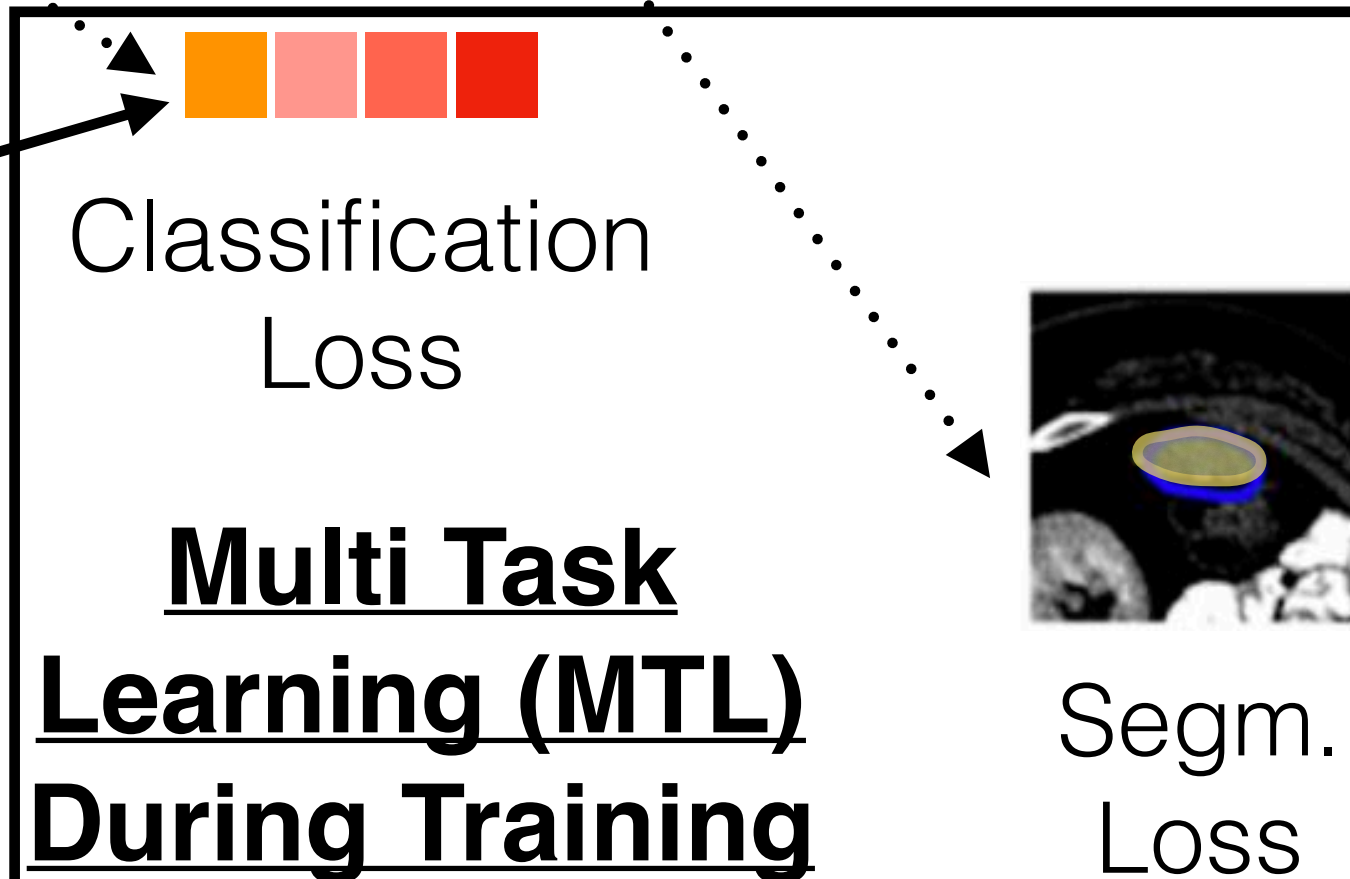 Classification
Loss
Multi Task
Learning (MTL)
During Training
Segm.
Loss